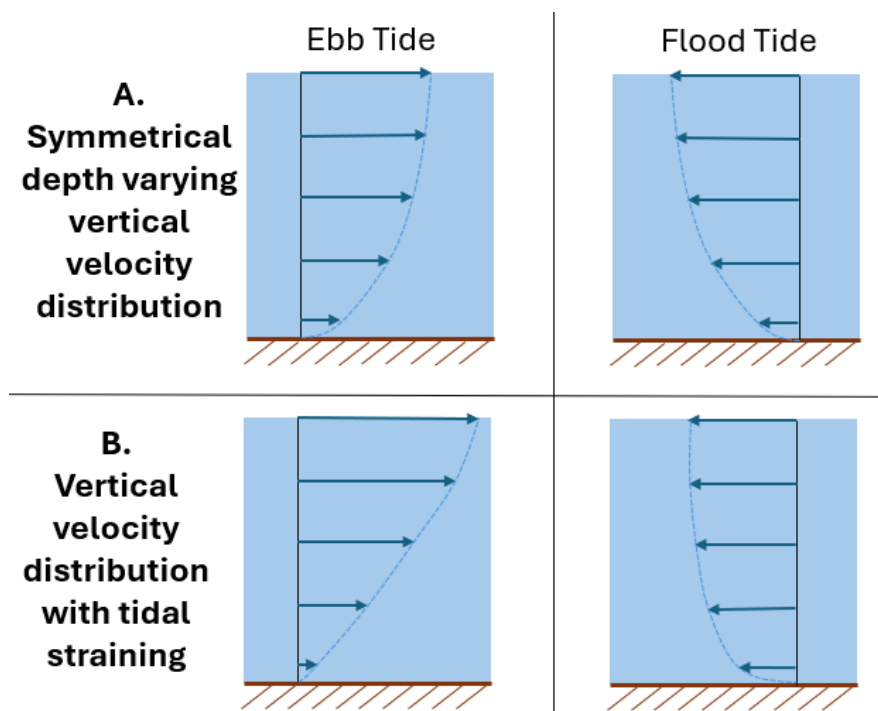 Ebb Tide
Flood Tide
A.
Symmetrical
depth varying
vertical
velocity
distribution
B.
Vertical
velocity
distribution
with tidal
straining